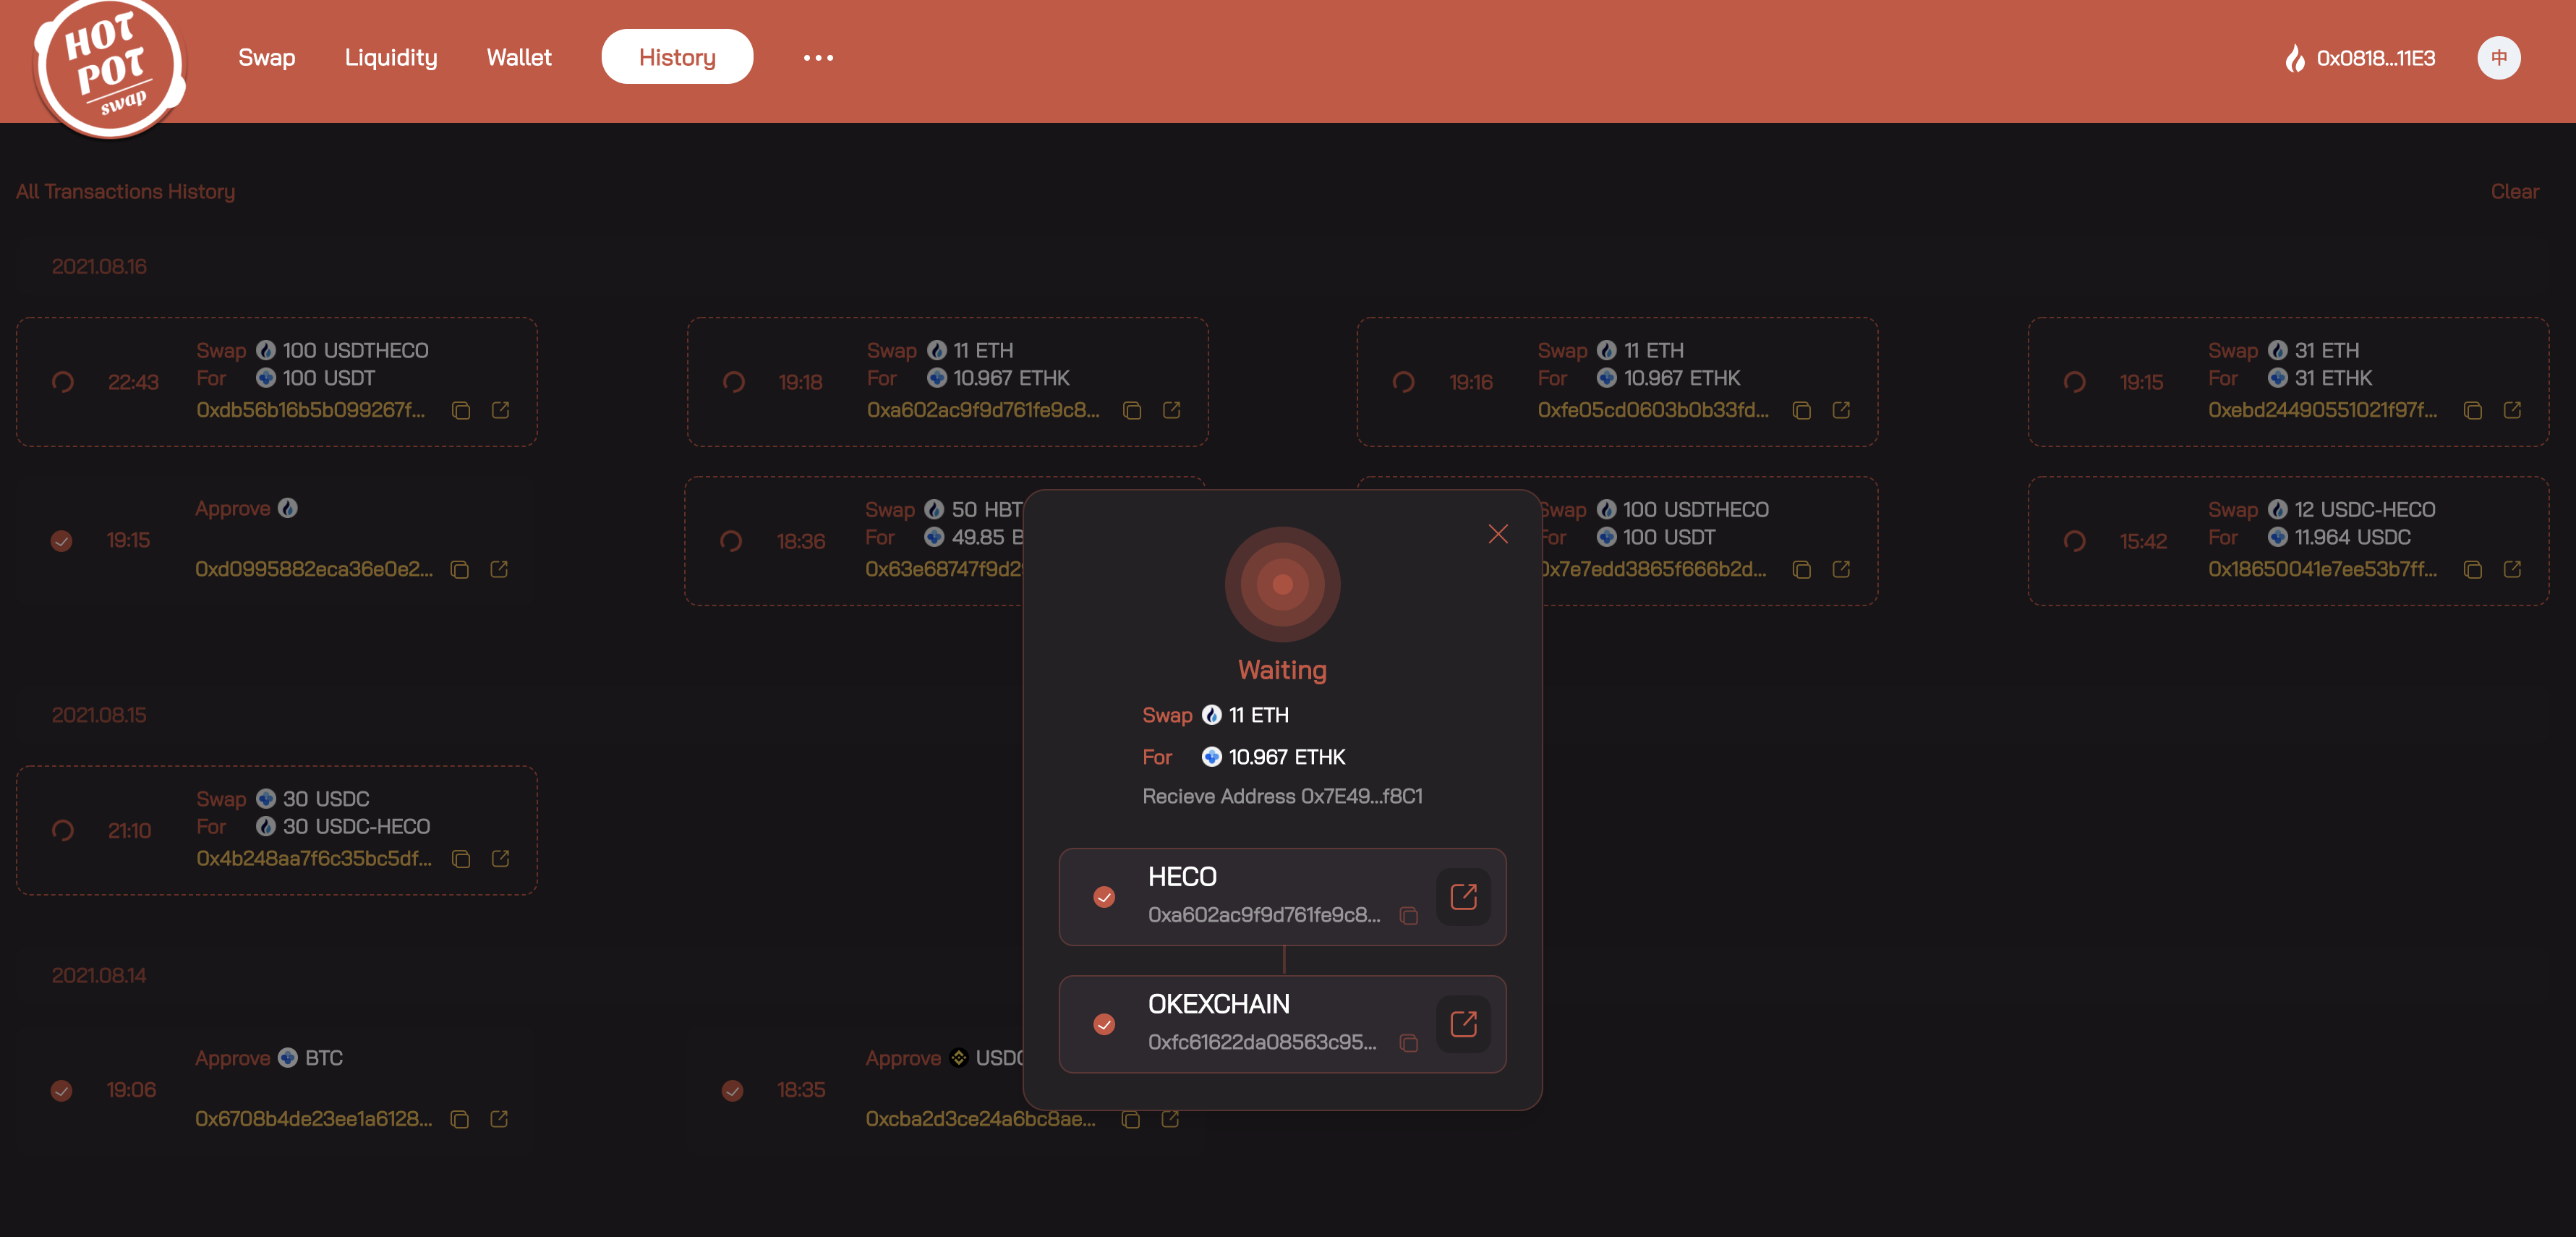 HOT
POT
swap
Swap
Liquidity
Wallet
History
0x0818...11E3
中
All Transactions History
Clear
2021.08.16
22:43
Swap 100 USDTHECO
For 100 USDT
0xdb56b16b5b099267f...
19:18
Swap 11 ETH
For 10.967 ETHK
0xa602ac9f9d761fe9c8...
19:16
Swap 11 ETH
For 10.967 ETHK
0xfe05cd0603b0b33fd...
19:15
Swap 31 ETH
For 31 ETHK
0xebd24490551021f97f...
19:15
Approve
0xd0995882eca36e0e2...
18:36
Swap 50 HBT
For 49.85 B
0x63e68747f9d2
Swap 100 USDTHECO
For 100 USDT
0x7e7edd3865f666b2d...
15:42
Swap 12 USDC-HECO
For 11.964 USDC
0x18650041e7ee53b7ff...
Waiting
Swap 11 ETH
For 10.967 ETHK
Recieve Address 0x7E49...f8C1
HECO
0xa602ac9f9d761fe9c8...
OKEXCHAIN
0xfc61622da08563c95...
2021.08.15
21:10
Swap 30 USDC
For 30 USDC-HECO
0x4b248aa7f6c35bc5df...
2021.08.14
19:06
Approve BTC
0x6708b4de23ee1a6128...
18:35
Approve USDC
0xcba2d3ce24a6bc8ae...